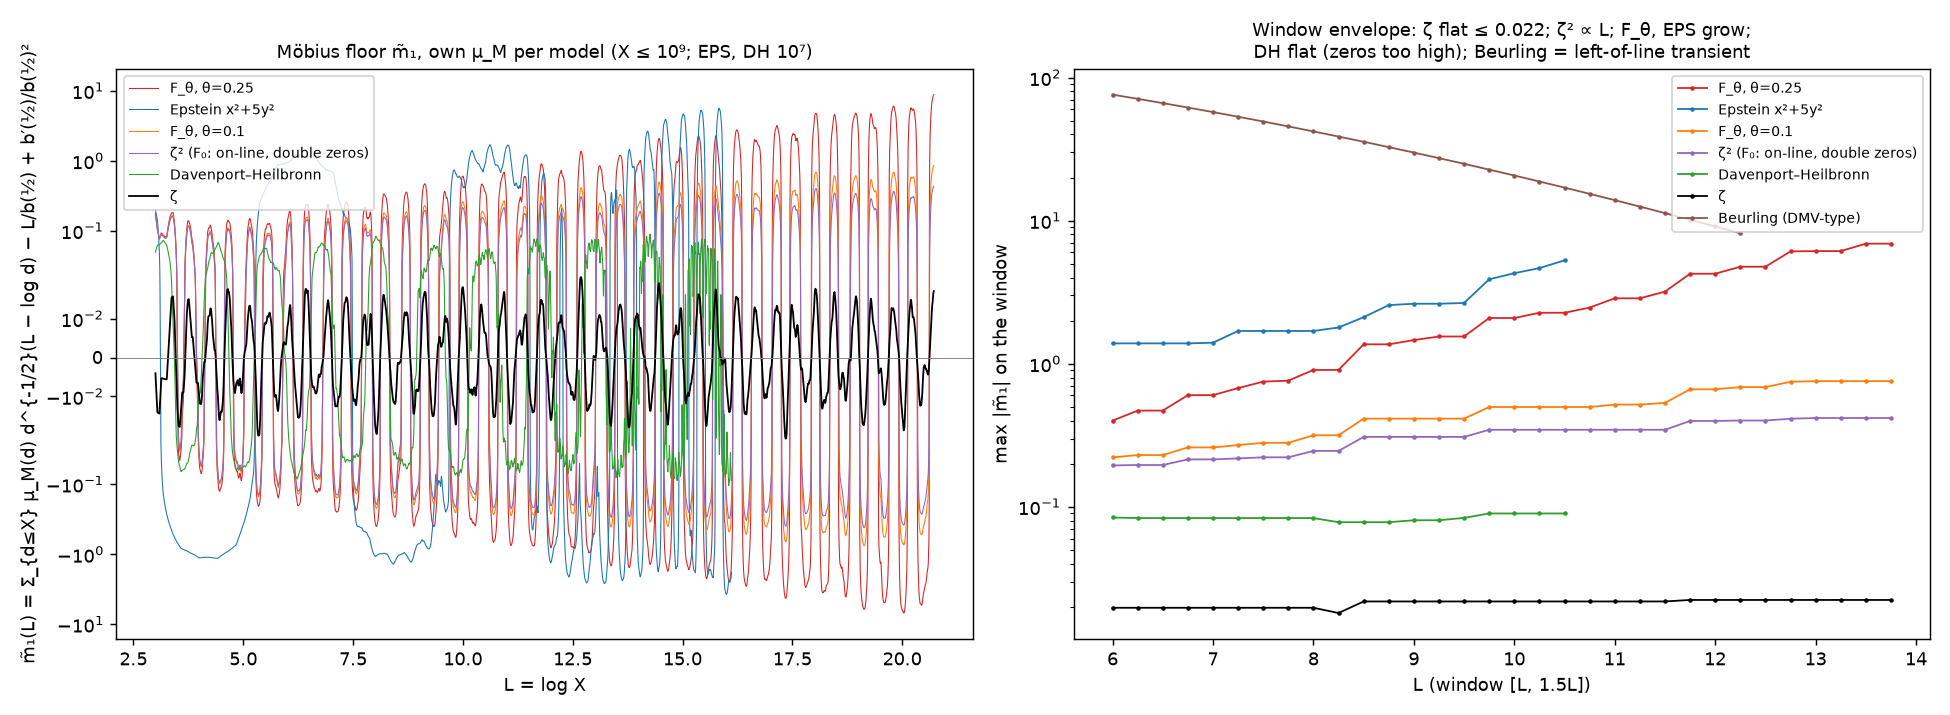 Möbius floor m̃₁, own μ_M per model (X ≤ 10⁹; EPS, DH 10⁷)
m̃₁(L) = Σ_{d≤X} μ_M(d) d^{-1/2}(L − log d) − L/b(½) + b′(½)/b(½)²
10¹
10⁰
10⁻¹
10⁻²
0
−10⁻²
−10⁻¹
−10⁰
−10¹
F_θ, θ=0.25
Epstein x²+5y²
F_θ, θ=0.1
ζ² (F₀: on-line, double zeros)
Davenport–Heilbronn
ζ
2.5 5.0 7.5 10.0 12.5 15.0 17.5 20.0
L = log X
Window envelope: ζ flat ≤ 0.022; ζ² ∝ L; F_θ, EPS grow;
DH flat (zeros too high); Beurling = left-of-line transient
max |m̃₁| on the window
10²
10¹
10⁰
10⁻¹
F_θ, θ=0.25
Epstein x²+5y²
F_θ, θ=0.1
ζ² (F₀: on-line, double zeros)
Davenport–Heilbronn
ζ
Beurling (DMV-type)
6 7 8 9 10 11 12 13 14
L (window [L, 1.5L])